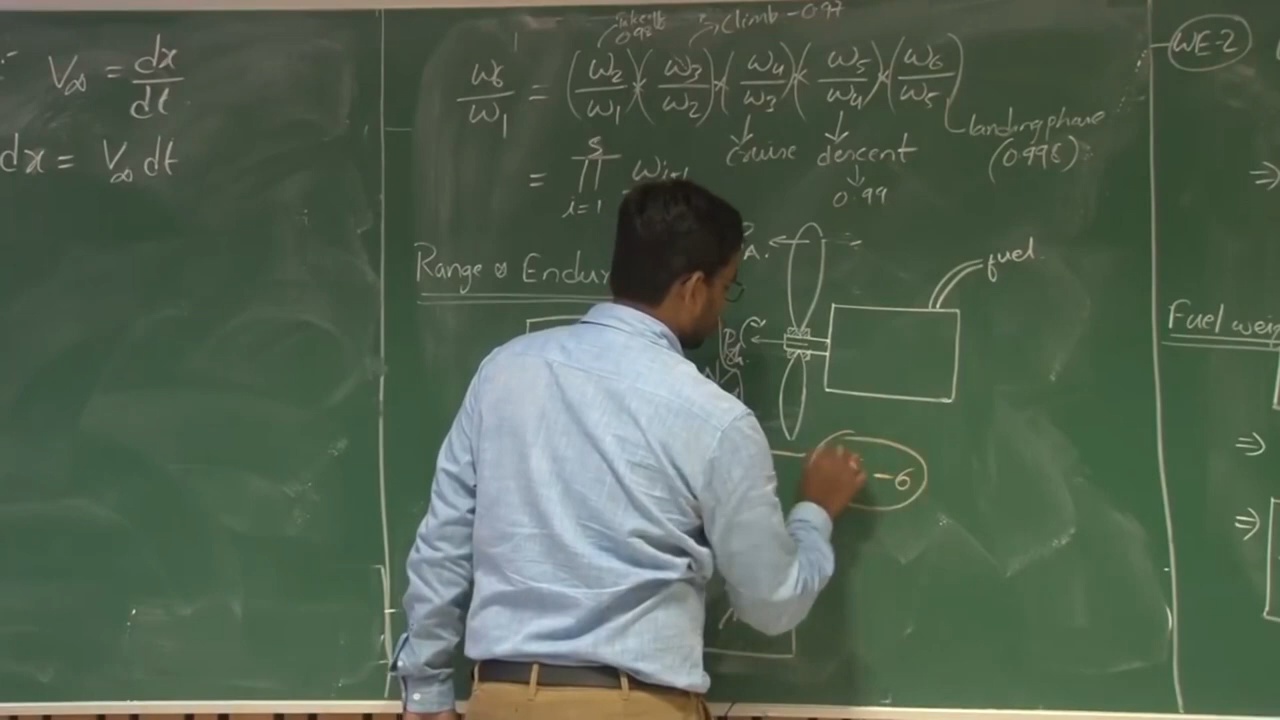 V∞ = dx/dt
dx = V∞ dt
Takeoff 0.98
Climb - 0.97
W6/W1 = (W2/W1)×(W3/W2)×(W4/W3)×(W5/W4)×(W6/W5)
cruise descent
0.99
landing phase
(0.998)
= 5 ∏ i=1
Range & Endur
fuel
-6
WE-2
⇒
Fuel weig
⇒
⇒